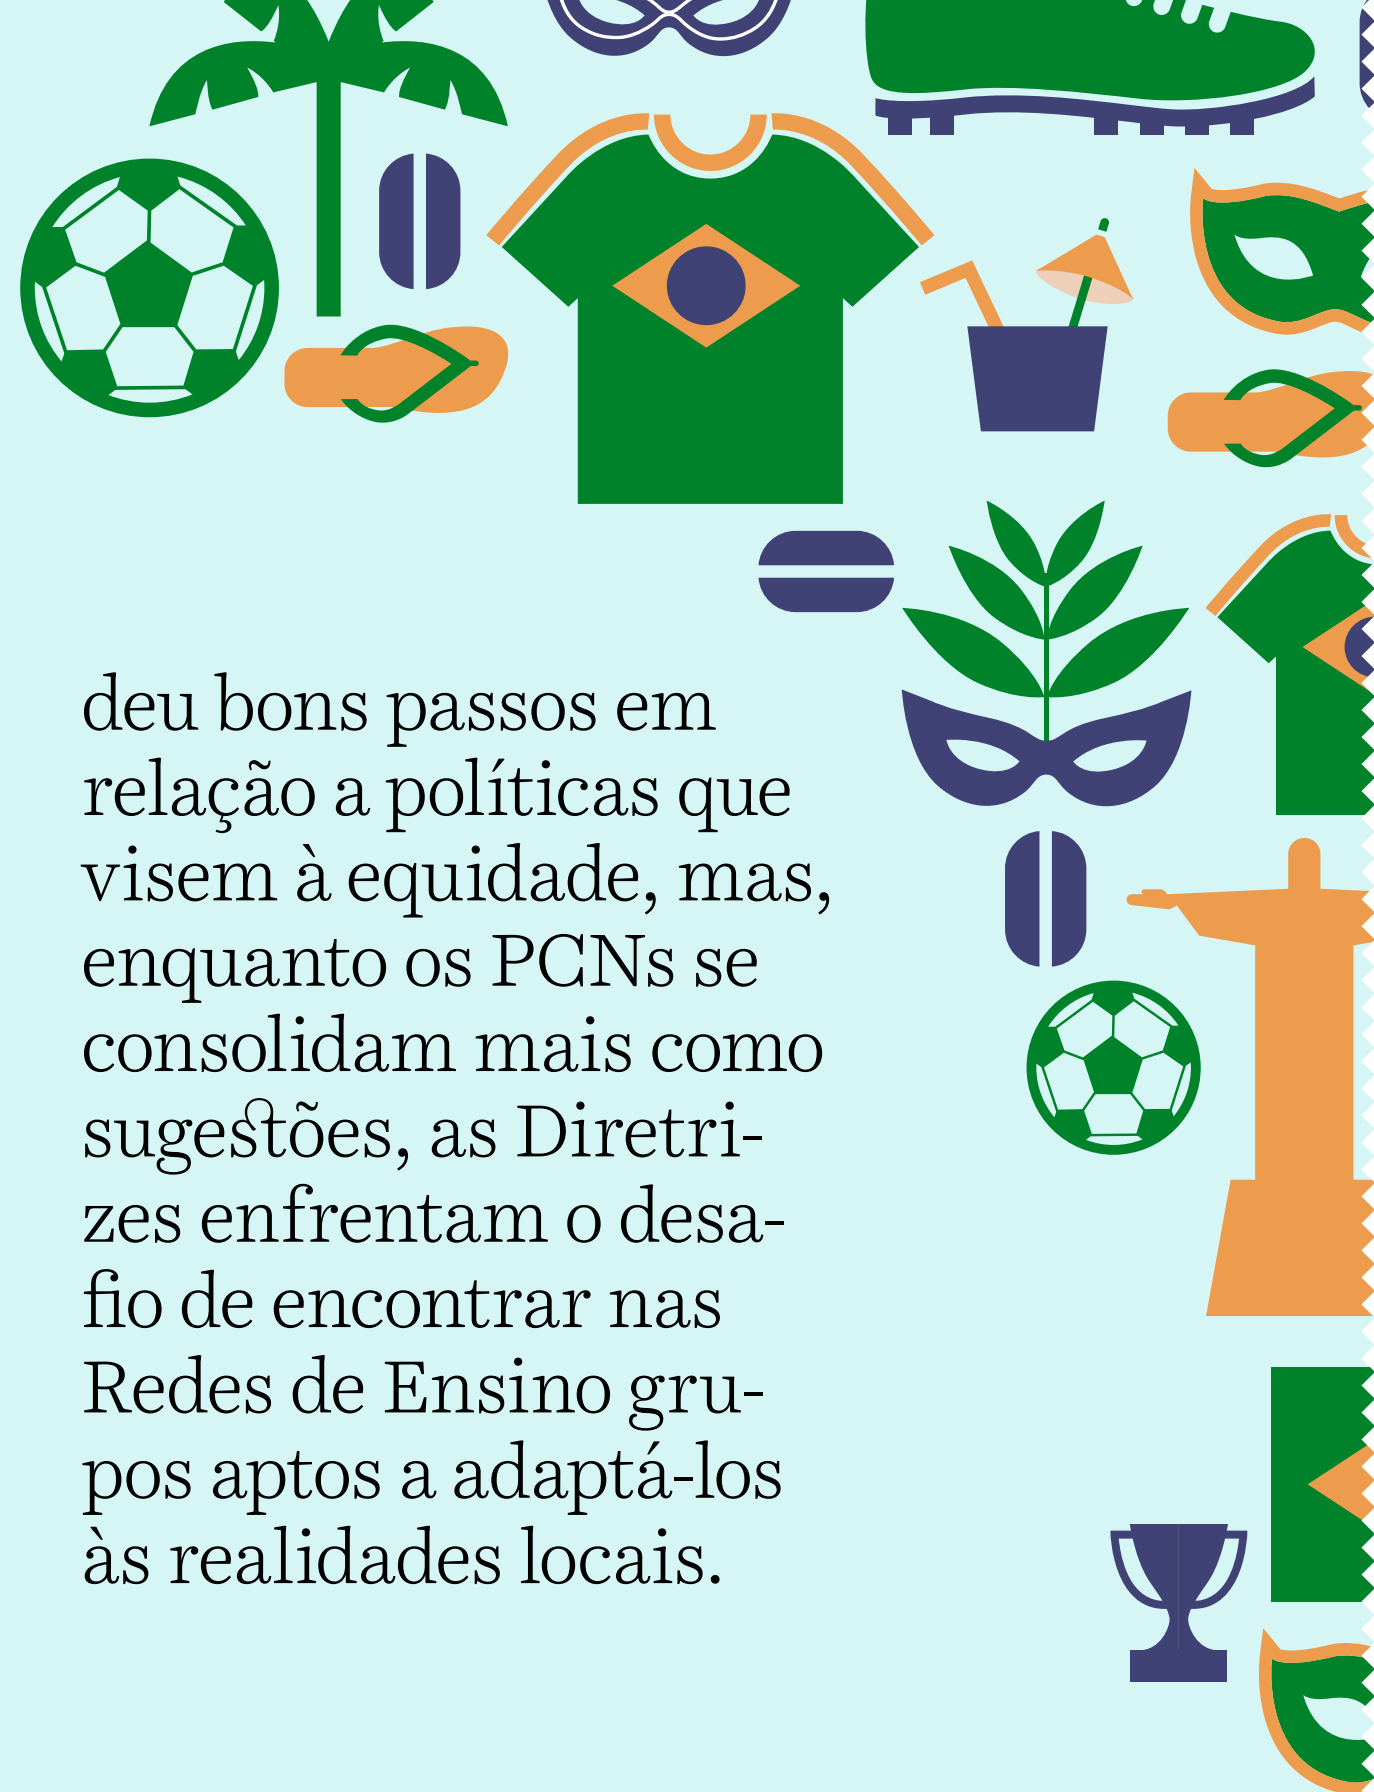 deu bons passos em
relação a políticas que
visem à equidade, mas,
enquanto os PCNs se
consolidam mais como
sugestões, as Diretri-
zes enfrentam o desa-
fio de encontrar nas
Redes de Ensino gru-
pos aptos a adaptá-los
às realidades locais.